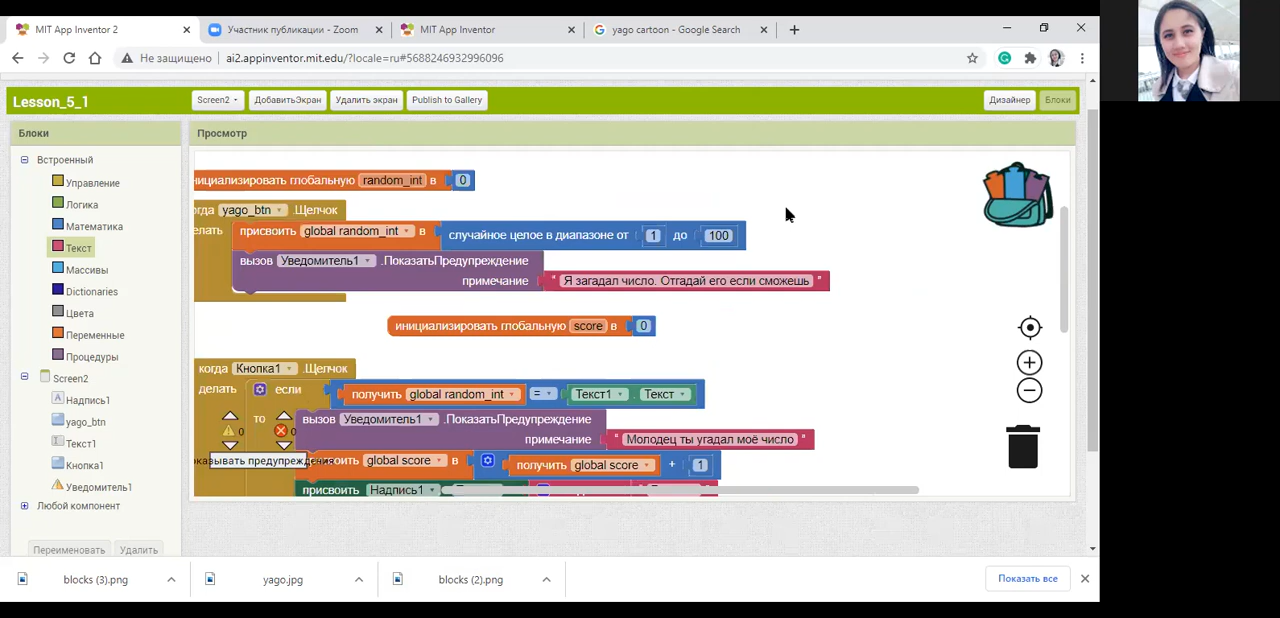 MIT App Inventor 2
Участник публикации - Zoom
MIT App Inventor
yago cartoon - Google Search
Не защищено
ai2.appinventor.mit.edu/?locale=ru#5688246932996096
Lesson_5_1
Screen2
ДобавитьЭкран
Удалить экран
Publish to Gallery
Дизайнер
Блоки
Блоки
Просмотр
Встроенный
Управление
Логика
Математика
Текст
Массивы
Dictionaries
Цвета
Переменные
Процедуры
Screen2
Надпись1
yago_btn
Текст1
Кнопка1
Уведомитель1
Любой компонент
Переименовать
Удалить
нициализировать глобальную random_int в 0
огда yago_btn .Щелчок
делать присвоить global random_int в случайное целое в диапазоне от 1 до 100
вызов Уведомитель1 .ПоказатьПредупреждение
примечание " Я загадал число. Отгадай его если сможешь "
инициализировать глобальную score в 0
когда Кнопка1 .Щелчок
делать если получить global random_int = Текст1 . Текст
то вызов Уведомитель1 .ПоказатьПредупреждение
0 0
примечание " Молодец ты угадал моё число "
оказывать предупреждения
своить global score в получить global score + 1
присвоить Надпись1
blocks (3).png
yago.jpg
blocks (2).png
Показать все